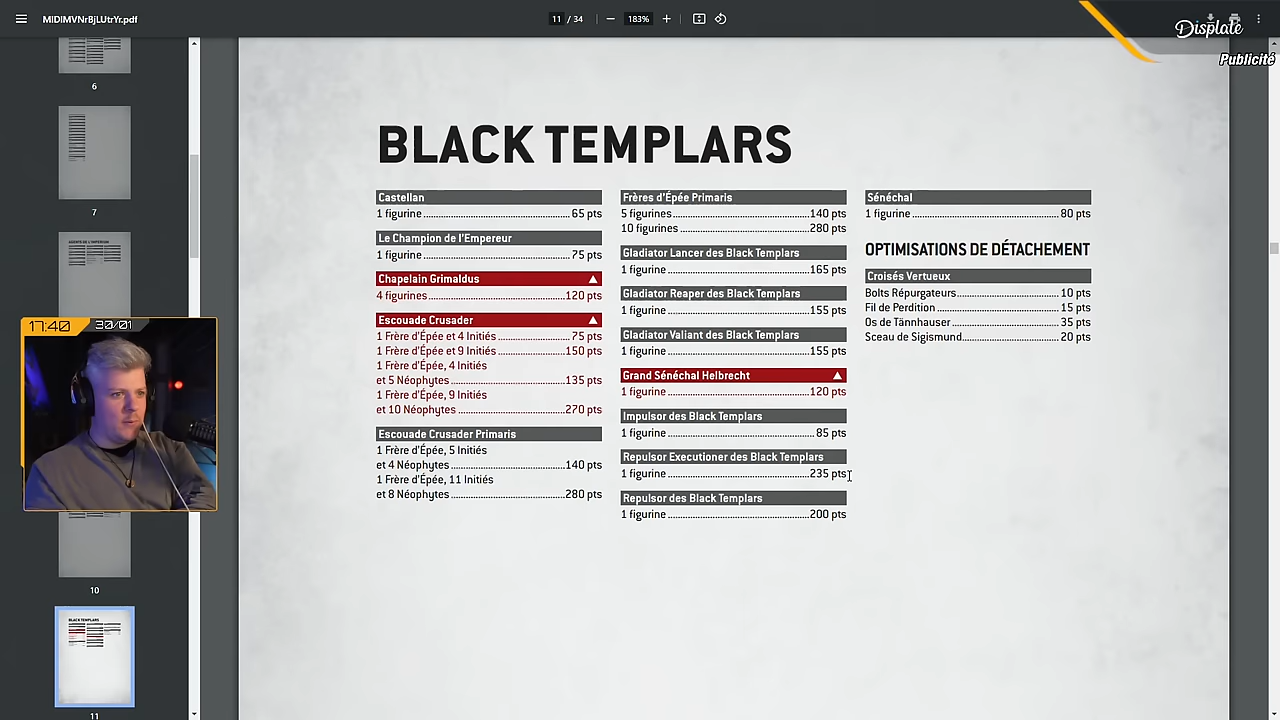 MIDIMVNrBjLUtrYr.pdf
11 / 34
183%
Displate
Publicité
6
7
10
11
17:40 30/01
BLACK TEMPLARS
Castellan
1 figurine 65 pts
Le Champion de l'Empereur
1 figurine 75 pts
Chapelain Grimaldus
4 figurines 120 pts
Escouade Crusader
1 Frère d'Épée et 4 Initiés 75 pts
1 Frère d'Épée et 9 Initiés 150 pts
1 Frère d'Épée, 4 Initiés
et 5 Néophytes 135 pts
1 Frère d'Épée, 9 Initiés
et 10 Néophytes 270 pts
Escouade Crusader Primaris
1 Frère d'Épée, 5 Initiés
et 4 Néophytes 140 pts
1 Frère d'Épée, 11 Initiés
et 8 Néophytes 280 pts
Frères d'Épée Primaris
5 figurines 140 pts
10 figurines 280 pts
Gladiator Lancer des Black Templars
1 figurine 165 pts
Gladiator Reaper des Black Templars
1 figurine 155 pts
Gladiator Valiant des Black Templars
1 figurine 155 pts
Grand Sénéchal Helbrecht
1 figurine 120 pts
Impulsor des Black Templars
1 figurine 85 pts
Repulsor Executioner des Black Templars
1 figurine 235 pts
Repulsor des Black Templars
1 figurine 200 pts
Sénéchal
1 figurine 80 pts
OPTIMISATIONS DE DÉTACHEMENT
Croisés Vertueux
Bolts Répurgateurs 10 pts
Fil de Perdition 15 pts
Os de Tännhauser 35 pts
Sceau de Sigismund 20 pts